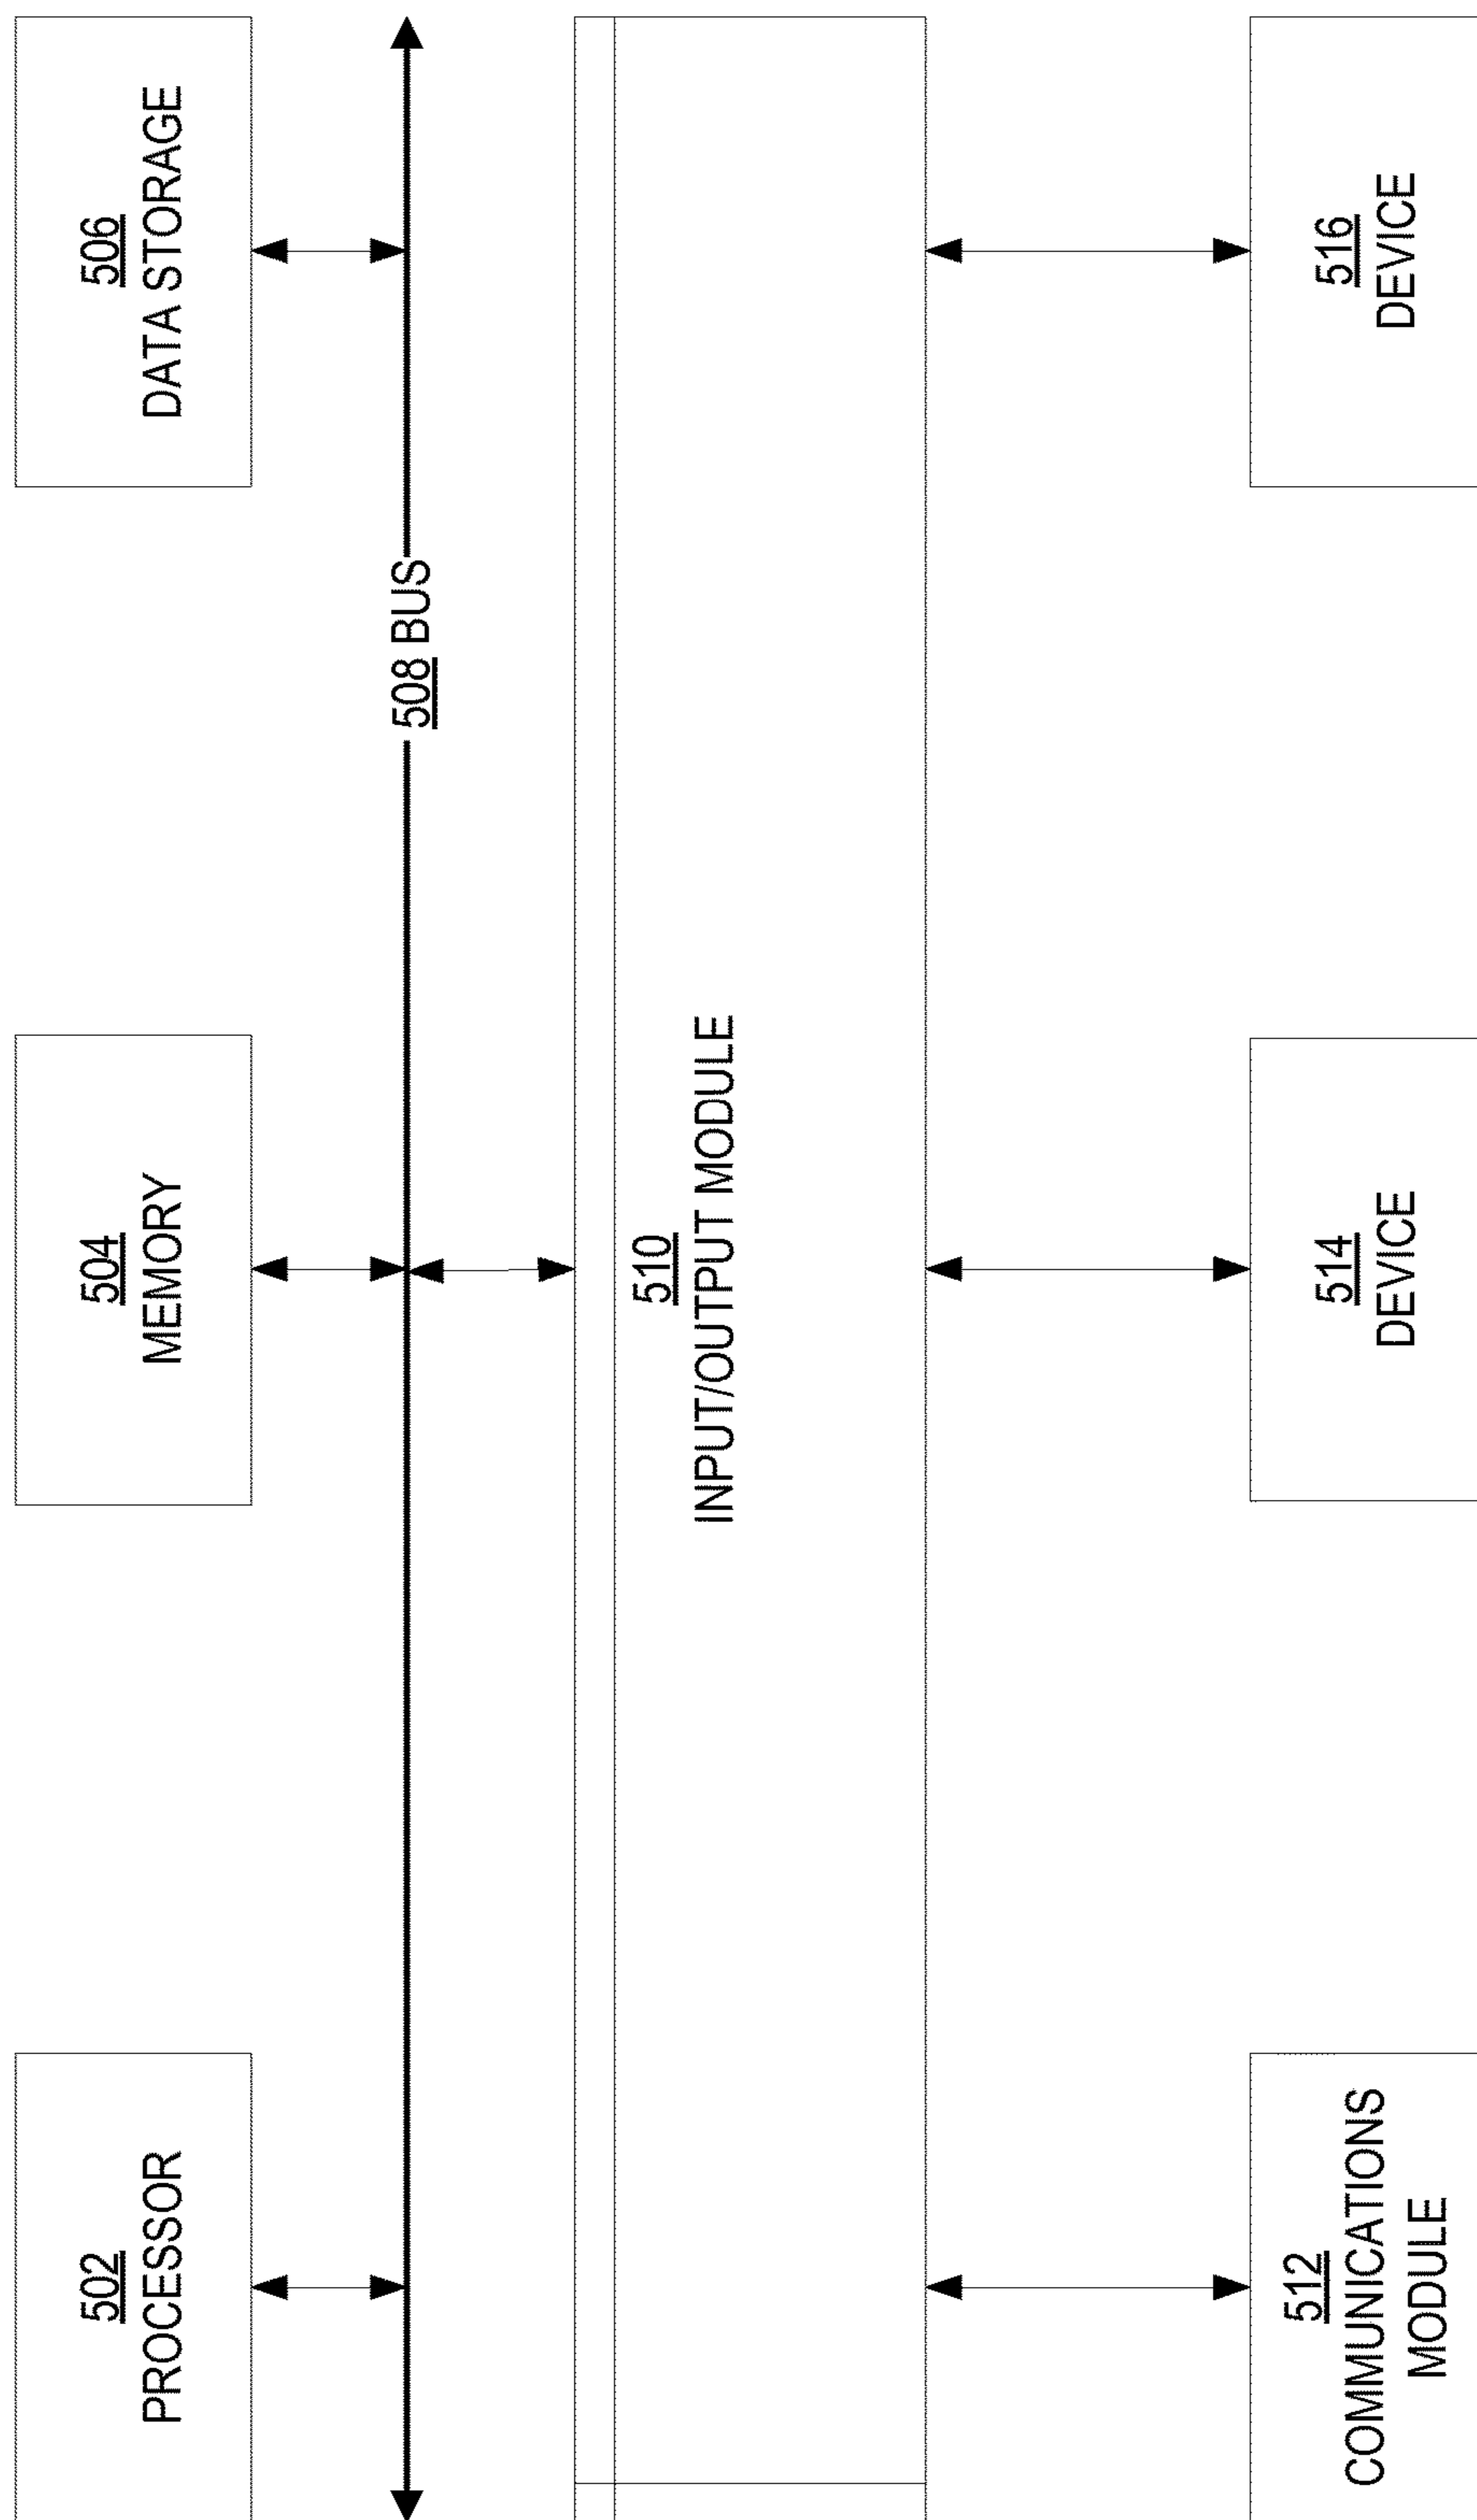 502
PROCESSOR
504
MEMORY
506
DATA STORAGE
508 BUS
510
INPUT/OUTPUT MODULE
512
COMMUNICATIONS
MODULE
514
DEVICE
516
DEVICE